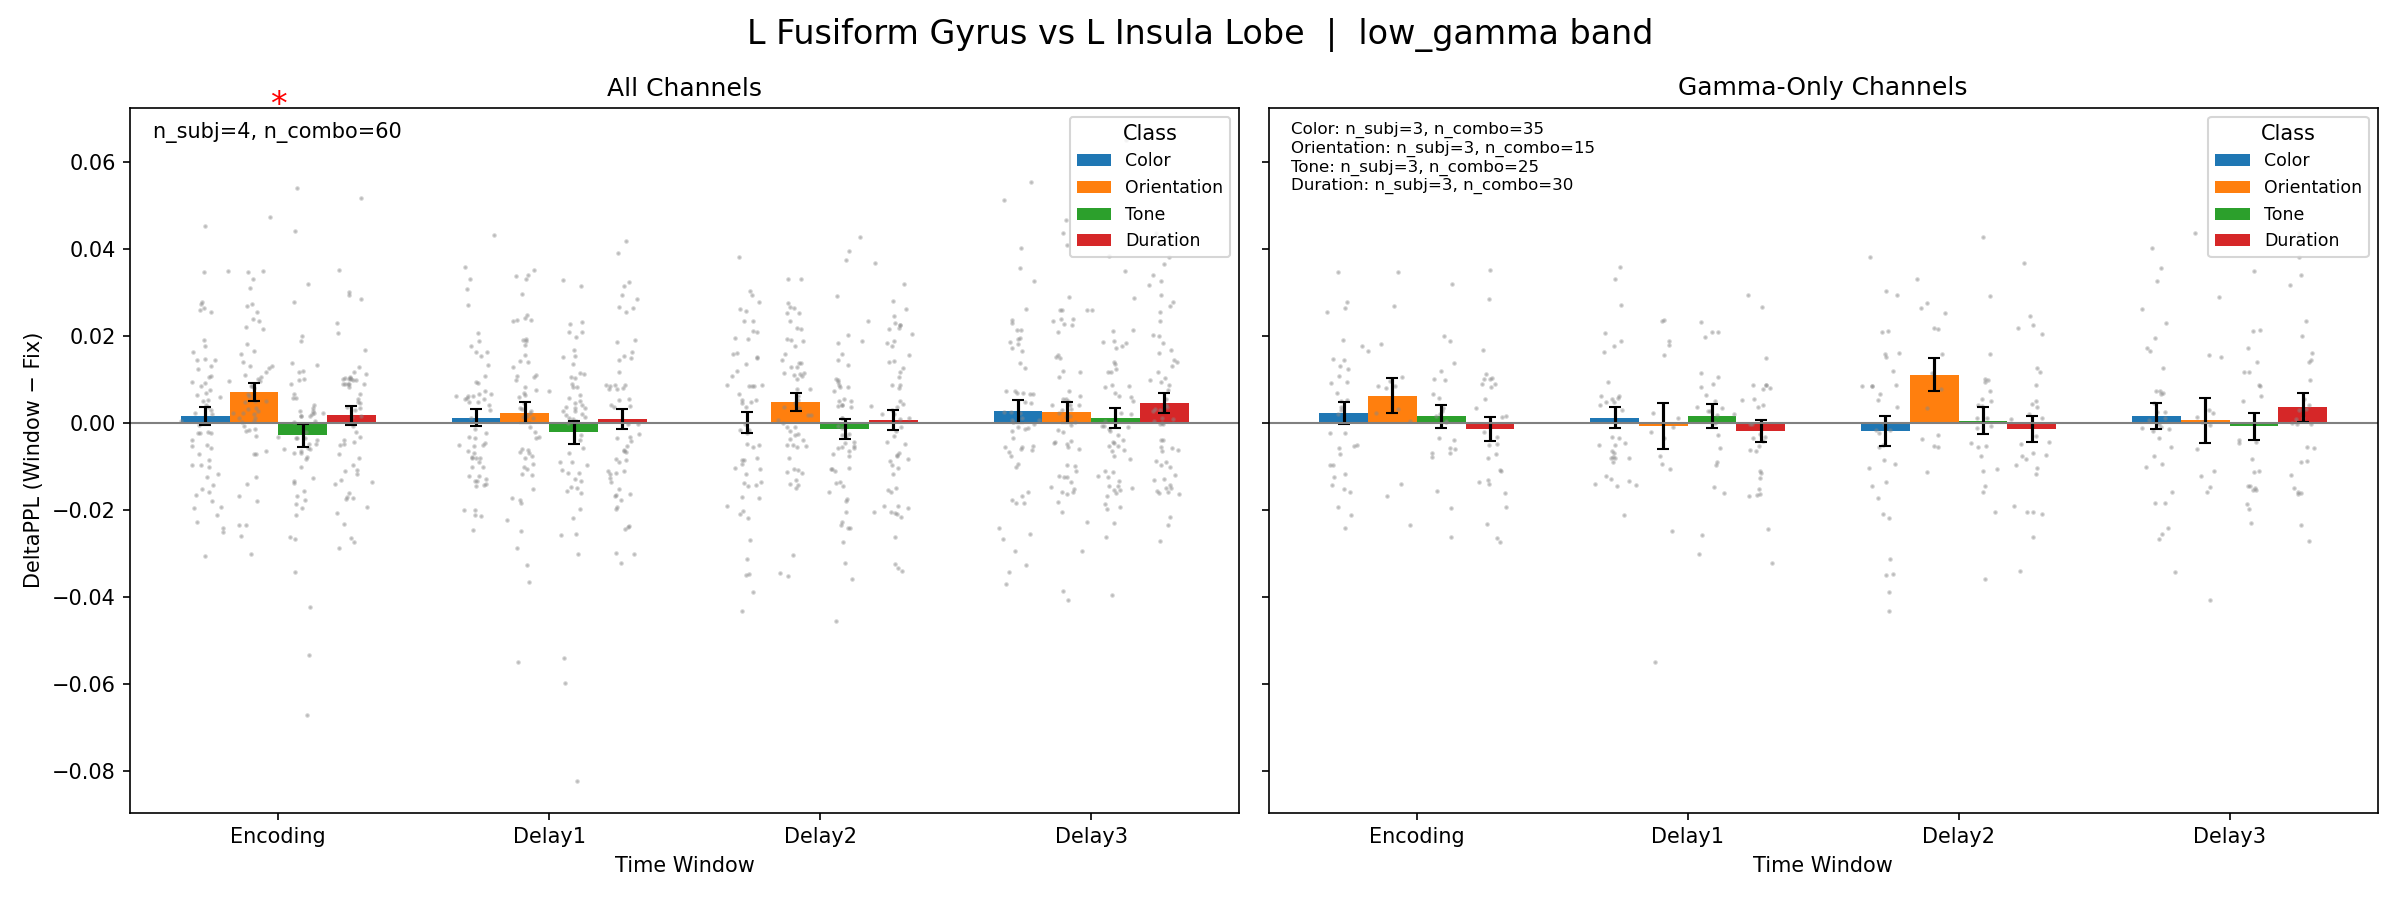 L Fusiform Gyrus vs L Insula Lobe | low_gamma band
All Channels
*
n_subj=4, n_combo=60
Class
Color
Orientation
Tone
Duration
DeltaPPL (Window − Fix)
0.06
0.04
0.02
0.00
−0.02
−0.04
−0.06
−0.08
Encoding
Delay1
Delay2
Delay3
Time Window
Gamma-Only Channels
Color: n_subj=3, n_combo=35
Orientation: n_subj=3, n_combo=15
Tone: n_subj=3, n_combo=25
Duration: n_subj=3, n_combo=30
Class
Color
Orientation
Tone
Duration
Encoding
Delay1
Delay2
Delay3
Time Window